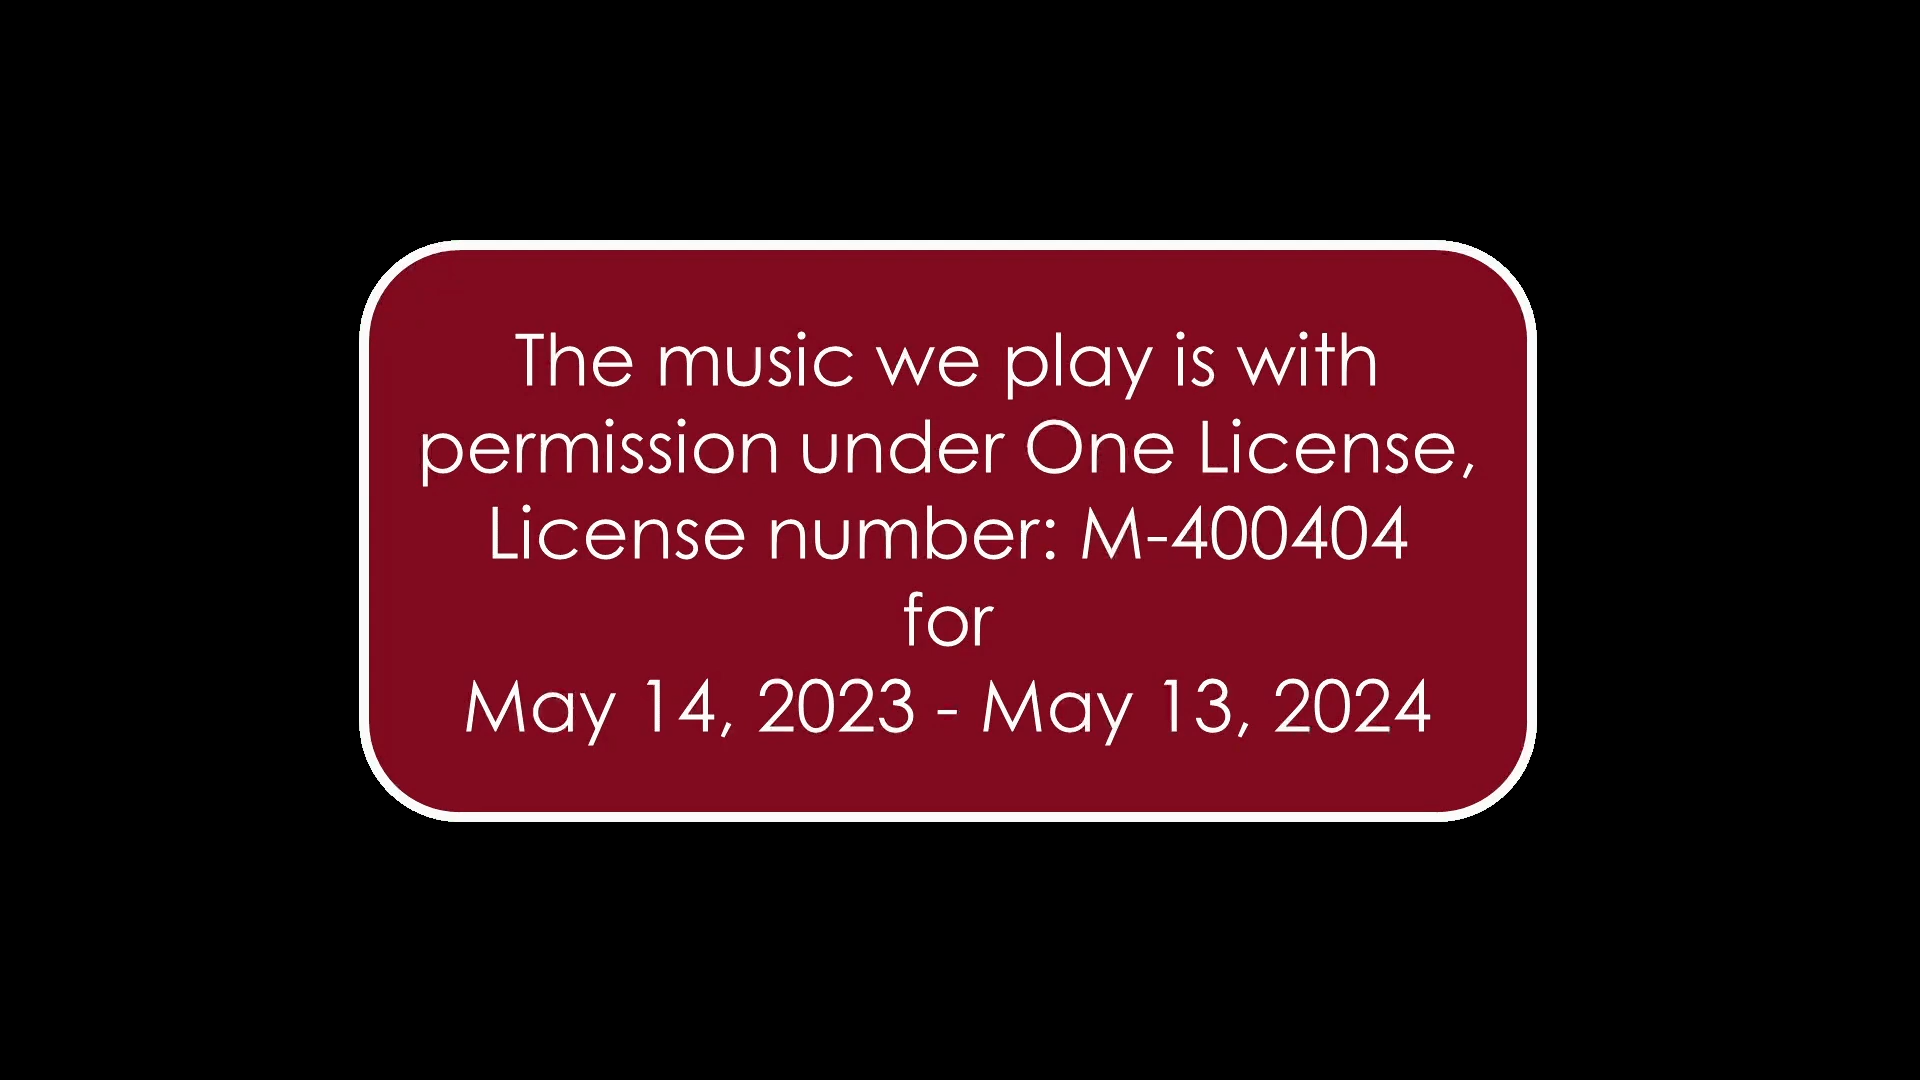 The music we play is with
permission under One License,
License number: M-400404
for
May 14, 2023 - May 13, 2024